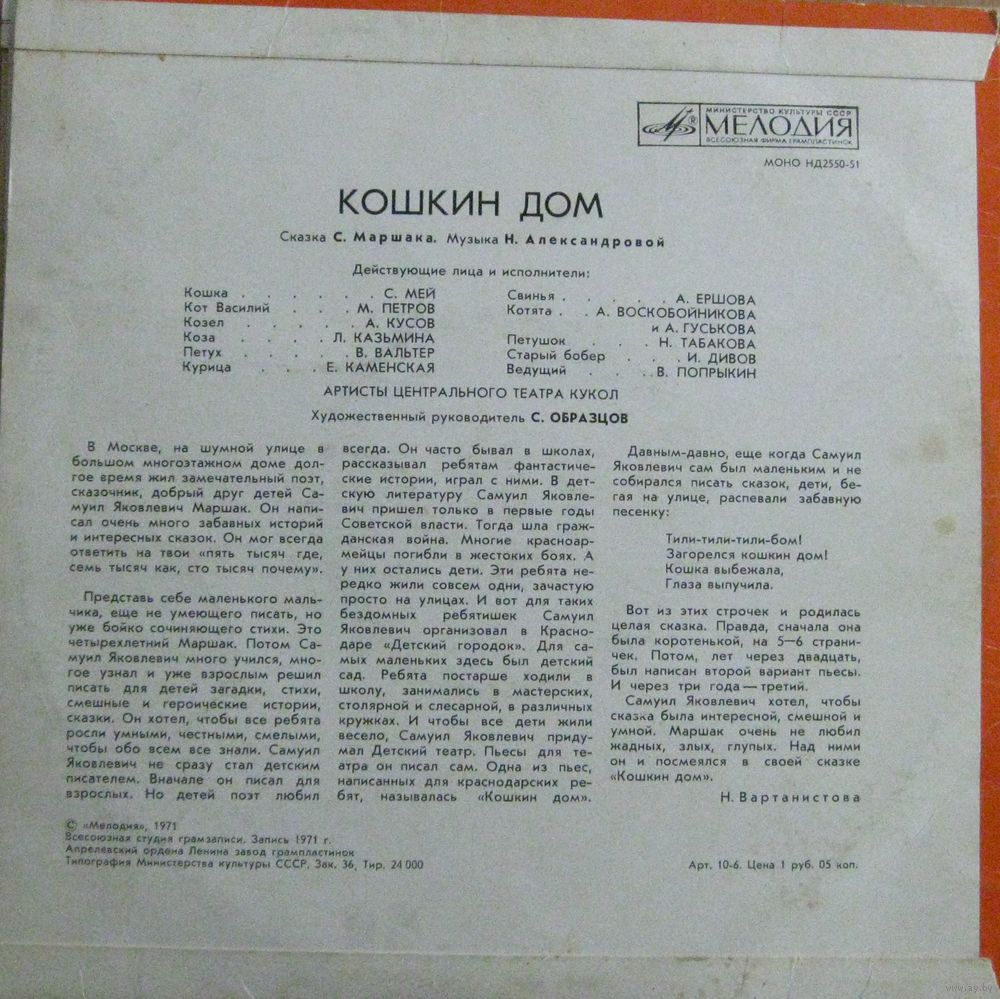 МИНИСТЕРСТВО КУЛЬТУРЫ СССР
МЕЛОДИЯ
ВСЕСОЮЗНАЯ ФИРМА ГРАМПЛАСТИНОК
МОНО НД2550-51
КОШКИН ДОМ
Сказка С. Маршака. Музыка Н. Александровой
Действующие лица и исполнители:
Кошка . . . . . . С. МЕЙ
Кот Василий . . . М. ПЕТРОВ
Козел . . . . . А. КУСОВ
Коза . . . . . Л. КАЗЬМИНА
Петух . . . . . В. ВАЛЬТЕР
Курица . . . Е. КАМЕНСКАЯ
Свинья . . . . . А. ЕРШОВА
Котята . . А. ВОСКОБОЙНИКОВА
и А. ГУСЬКОВА
Петушок . . . . Н. ТАБАКОВА
Старый бобер . . . И. ДИВОВ
Ведущий . . . . В. ПОПРЫКИН
АРТИСТЫ ЦЕНТРАЛЬНОГО ТЕАТРА КУКОЛ
Художественный руководитель С. ОБРАЗЦОВ
В Москве, на шумной улице в
большом многоэтажном доме дол-
гое время жил замечательный поэт,
сказочник, добрый друг детей Са-
муил Яковлевич Маршак. Он напи-
сал очень много забавных историй
и интересных сказок. Он мог всегда
ответить на твои «пять тысяч где,
семь тысяч как, сто тысяч почему».
Представь себе маленького маль-
чика, еще не умеющего писать, но
уже бойко сочиняющего стихи. Это
четырехлетний Маршак. Потом Са-
муил Яковлевич много учился, мно-
гое узнал и уже взрослым решил
писать для детей загадки, стихи,
смешные и героические истории,
сказки. Он хотел, чтобы все ребята
росли умными, честными, смелыми,
чтобы обо всем все знали. Самуил
Яковлевич не сразу стал детским
писателем. Вначале он писал для
взрослых. Но детей поэт любил
всегда. Он часто бывал в школах,
рассказывал ребятам фантастиче-
ские истории, играл с ними. В дет-
скую литературу Самуил Яковле-
вич пришел только в первые годы
Советской власти. Тогда шла граж-
данская война. Многие красноар-
мейцы погибли в жестоких боях. А
у них остались дети. Эти ребята не-
редко жили совсем одни, зачастую
просто на улицах. И вот для таких
бездомных ребятишек Самуил
Яковлевич организовал в Красно-
даре «Детский городок». Для са-
мых маленьких здесь был детский
сад. Ребята постарше ходили в
школу, занимались в мастерских,
столярной и слесарной, в различных
кружках. И чтобы все дети жили
весело, Самуил Яковлевич приду-
мал Детский театр. Пьесы для те-
атра он писал сам. Одна из пьес,
написанных для краснодарских ре-
бят, называлась «Кошкин дом».
Давным-давно, еще когда Самуил
Яковлевич сам был маленьким и не
собирался писать сказок, дети, бе-
гая на улице, распевали забавную
песенку:
Тили-тили-тили-бом!
Загорелся кошкин дом!
Кошка выбежала,
Глаза выпучила.
Вот из этих строчек и родилась
целая сказка. Правда, сначала она
была коротенькой, на 5—6 страни-
чек. Потом, лет через двадцать,
был написан второй вариант пьесы.
И через три года — третий.
Самуил Яковлевич хотел, чтобы
сказка была интересной, смешной и
умной. Маршак очень не любил
жадных, злых, глупых. Над ними
он и посмеялся в своей сказке
«Кошкин дом».
Н. Вартанистова
© «Мелодия», 1971
Всесоюзная студия грамзаписи. Запись 1971 г.
Апрелевский ордена Ленина завод грампластинок
Типография Министерства культуры СССР. Зак. 36, Тир. 24 000
Арт. 10-6. Цена 1 руб. 05 коп.
www.ay.by